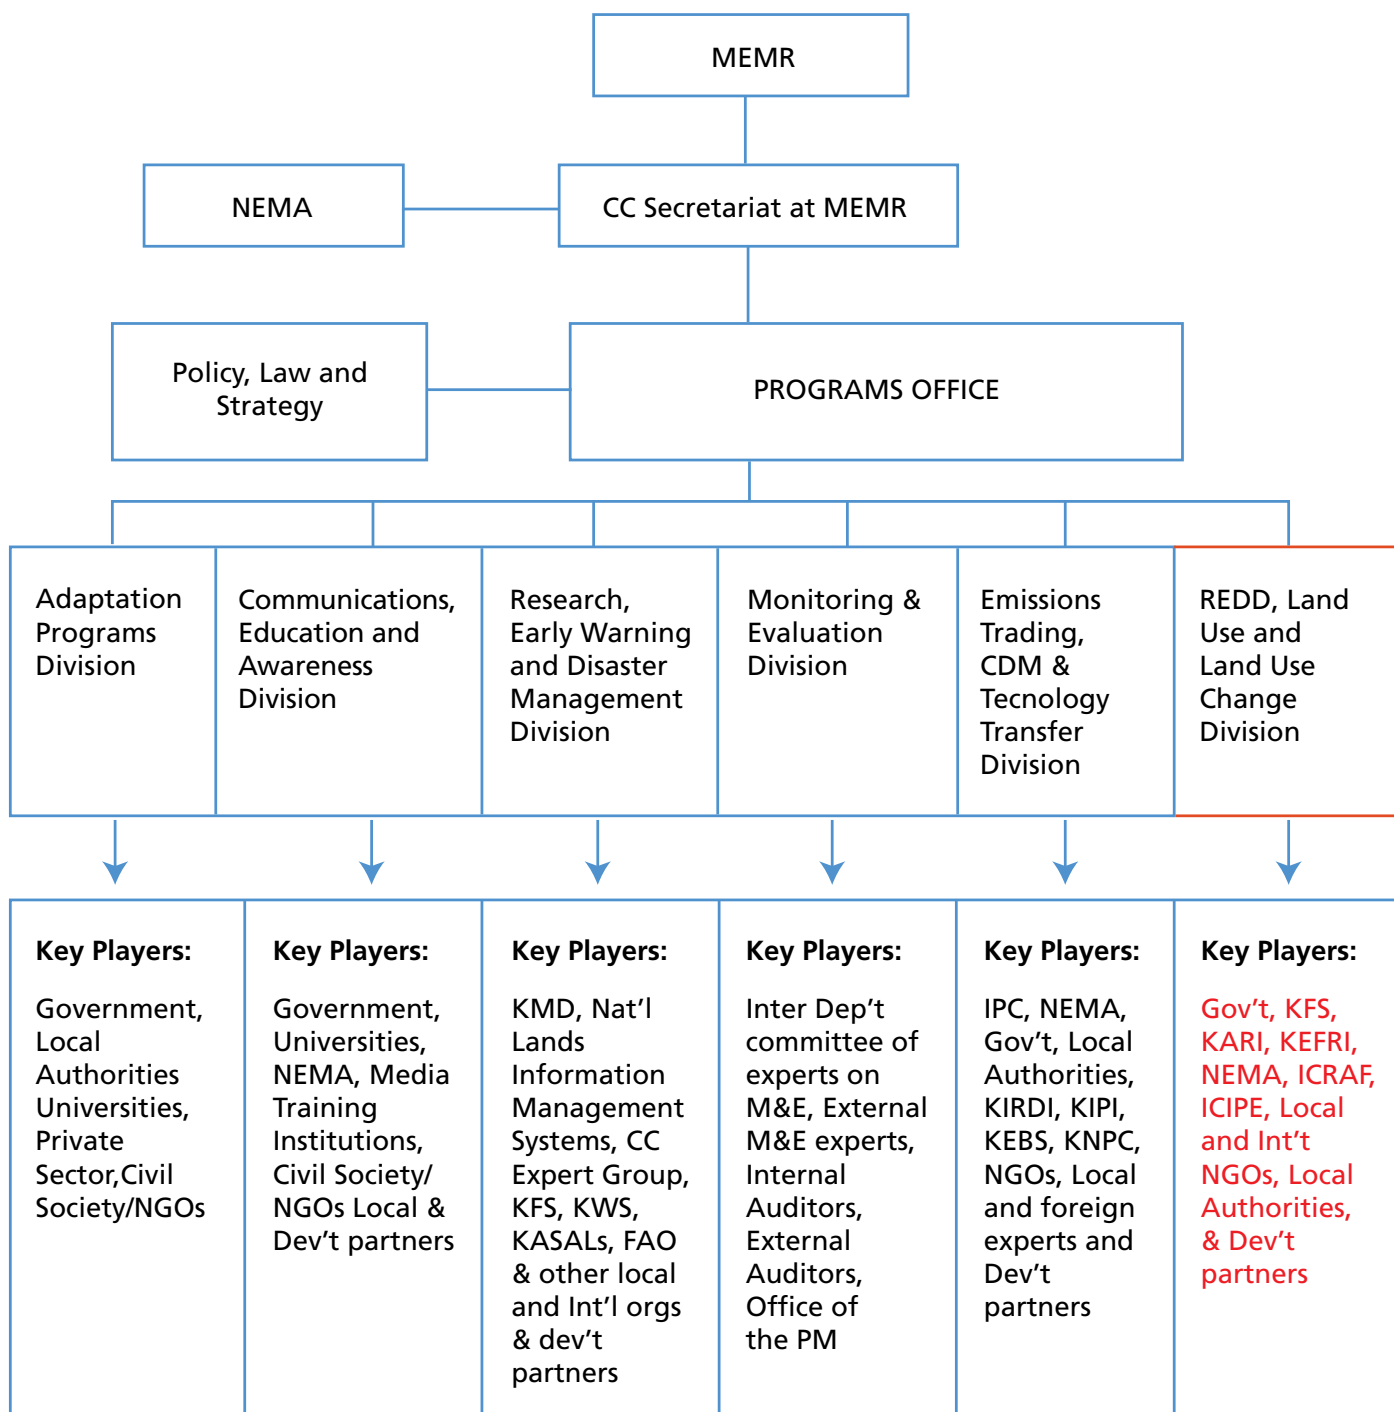 MEMR
NEMA
CC Secretariat at MEMR
Policy, Law and
Strategy
PROGRAMS OFFICE
Adaptation
Programs
Division
Communications,
Education and
Awareness
Division
Research,
Early Warning
and Disaster
Management
Division
Monitoring &
Evaluation
Division
Emissions
Trading,
CDM &
Tecnology
Transfer
Division
REDD, Land
Use and
Land Use
Change
Division
Key Players:
Government,
Local
Authorities
Universities,
Private
Sector,Civil
Society/NGOs
Key Players:
Government,
Universities,
NEMA, Media
Training
Institutions,
Civil Society/
NGOs Local &
Dev’t partners
Key Players:
KMD, Nat’l
Lands
Information
Management
Systems, CC
Expert Group,
KFS, KWS,
KASALs, FAO
& other local
and Int’l orgs
& dev’t
partners
Key Players:
Inter Dep’t
committee of
experts on
M&E, External
M&E experts,
Internal
Auditors,
External
Auditors,
Office of
the PM
Key Players:
IPC, NEMA,
Gov’t, Local
Authorities,
KIRDI, KIPI,
KEBS, KNPC,
NGOs, Local
and foreign
experts and
Dev’t
partners
Key Players:
Gov’t, KFS,
KARI, KEFRI,
NEMA, ICRAF,
ICIPE, Local
and Int’t
NGOs, Local
Authorities,
& Dev’t
partners